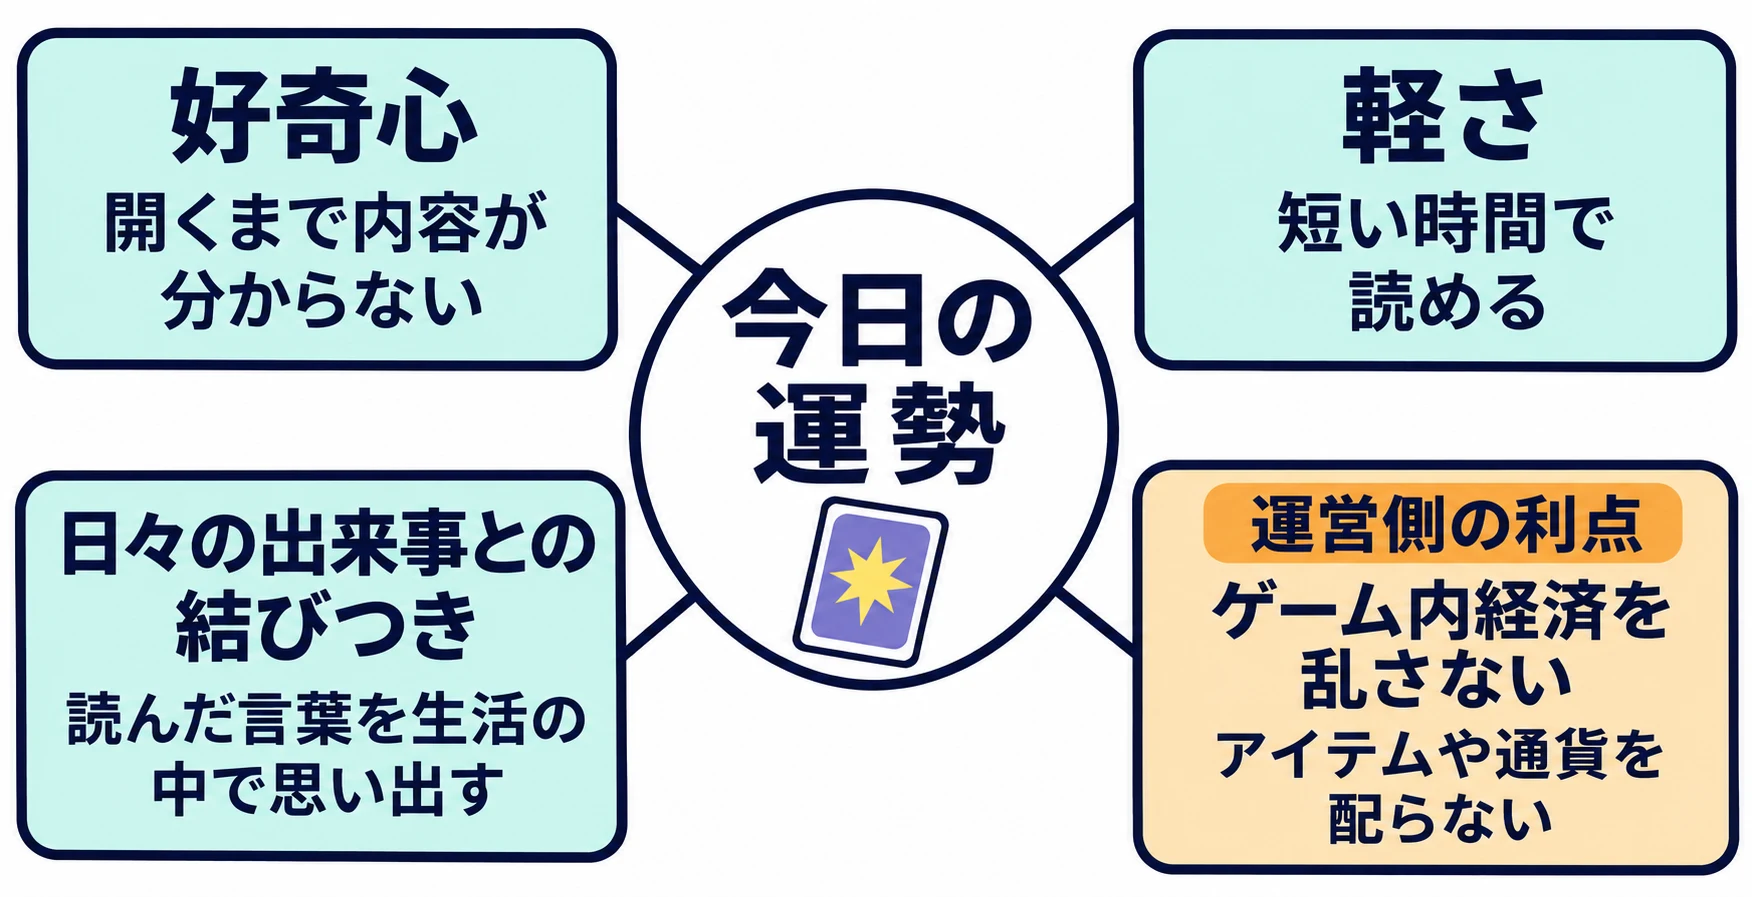 好奇心
開くまで内容が
分からない
軽さ
短い時間で
読める
今日の
運勢
日々の出来事との
結びつき
読んだ言葉を生活の
中で思い出す
運営側の利点
ゲーム内経済を
乱さない
アイテムや通貨を
配らない